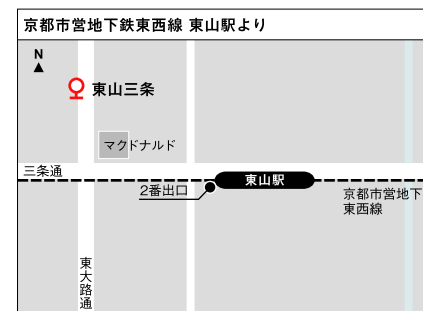 京都市営地下鉄東西線 東山駅より
N
東山三条
マクドナルド
三条通
東山駅
2番出口
京都市営地下
東西線
東大路通